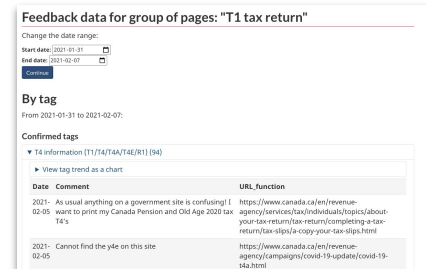 Feedback data for group of pages: "T1 tax return"
Change the date range:
Start date: 2021-01-31
End date: 2021-02-07
Continue
By tag
From 2021-01-31 to 2021-02-07:
Confirmed tags
▼ T4 information (T1/T4/T4A/T4E/R1) (94)
▶ View tag trend as a chart
Date Comment URL_function
2021- As usual anything on a government site is confusing! I https://www.canada.ca/en/revenue-
02-05 want to print my Canada Pension and Old Age 2020 tax agency/services/tax/individuals/topics/about-
T4's your-tax-return/tax-return/completing-a-tax-
return/tax-slips/a-copy-your-tax-slips.html
2021- Cannot find the y4e on this site https://www.canada.ca/en/revenue-
02-05 agency/campaigns/covid-19-update/covid-19-
t4a.html